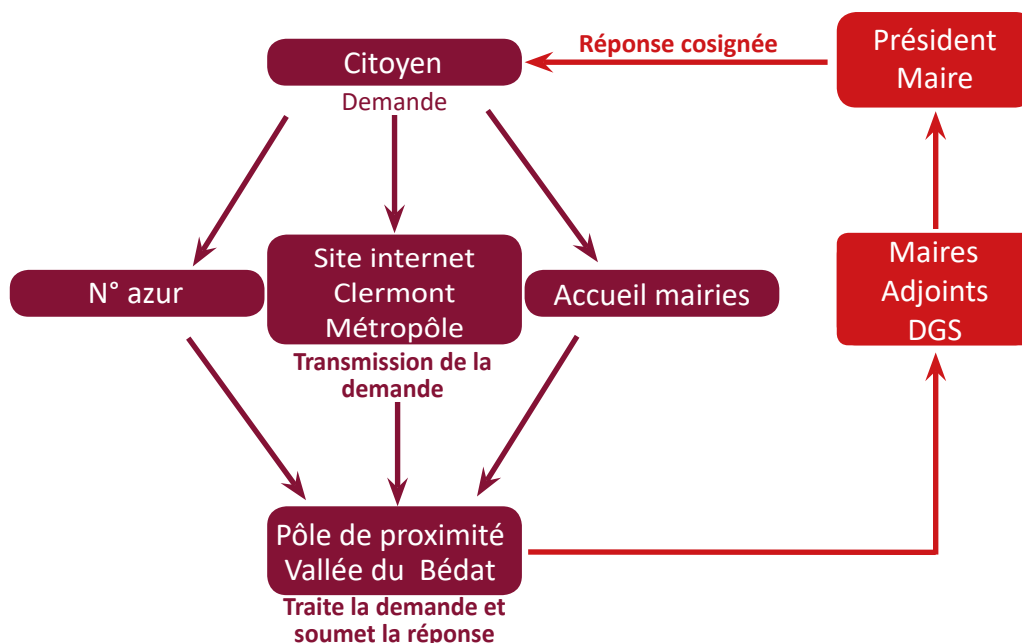 Réponse cosignée
Président
Maire
Citoyen
Demande
N° azur
Site internet
Clermont
Métropôle
Accueil mairies
Maires
Adjoints
DGS
Transmission de la
demande
Pôle de proximité
Vallée du Bédat
Traite la demande et
soumet la réponse